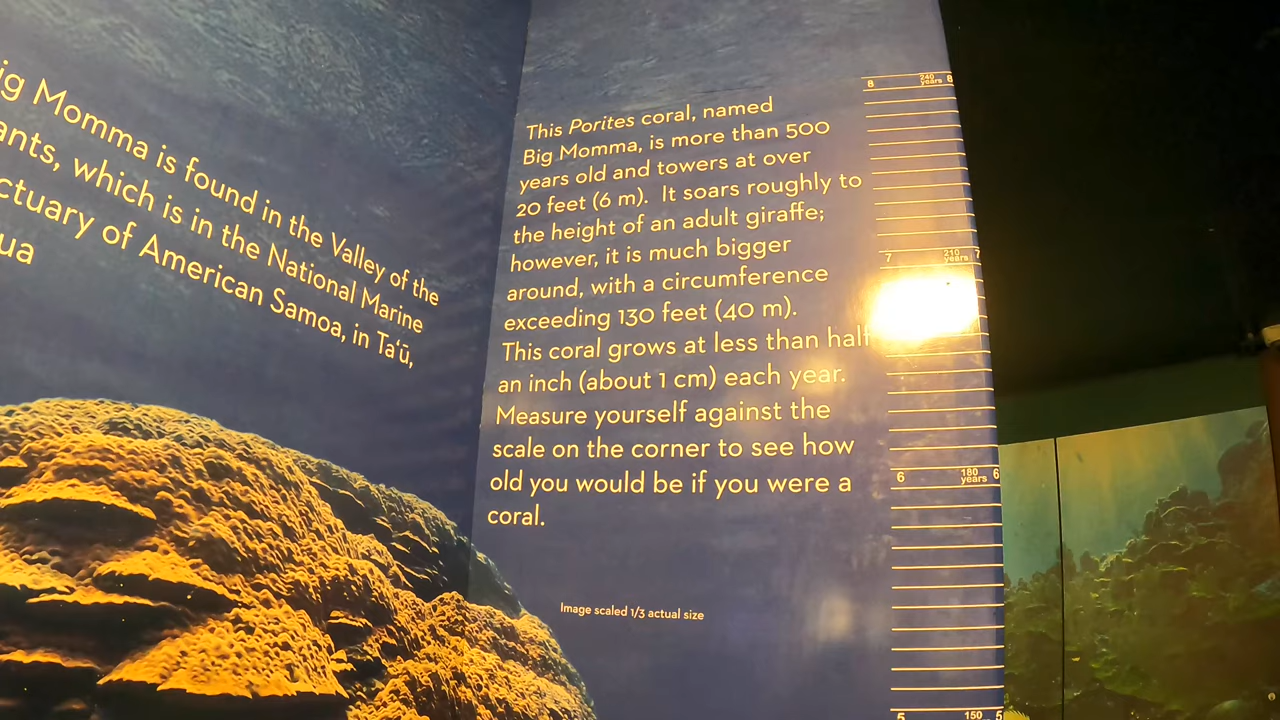 Momma is found in the Valley of the
which is in the National Marine
of American Samoa, in Taʻū,
This Porites coral, named
Big Momma, is more than 500
years old and towers at over
20 feet (6 m). It soars roughly to
the height of an adult giraffe;
however, it is much bigger
around, with a circumference
exceeding 130 feet (40 m).
This coral grows at less than half
an inch (about 1 cm) each year.
Measure yourself against the
scale on the corner to see how
old you would be if you were a
coral.
Image scaled 1/3 actual size
8 240 years 8
7 210 years 7
6 180 years 6
5 150 5